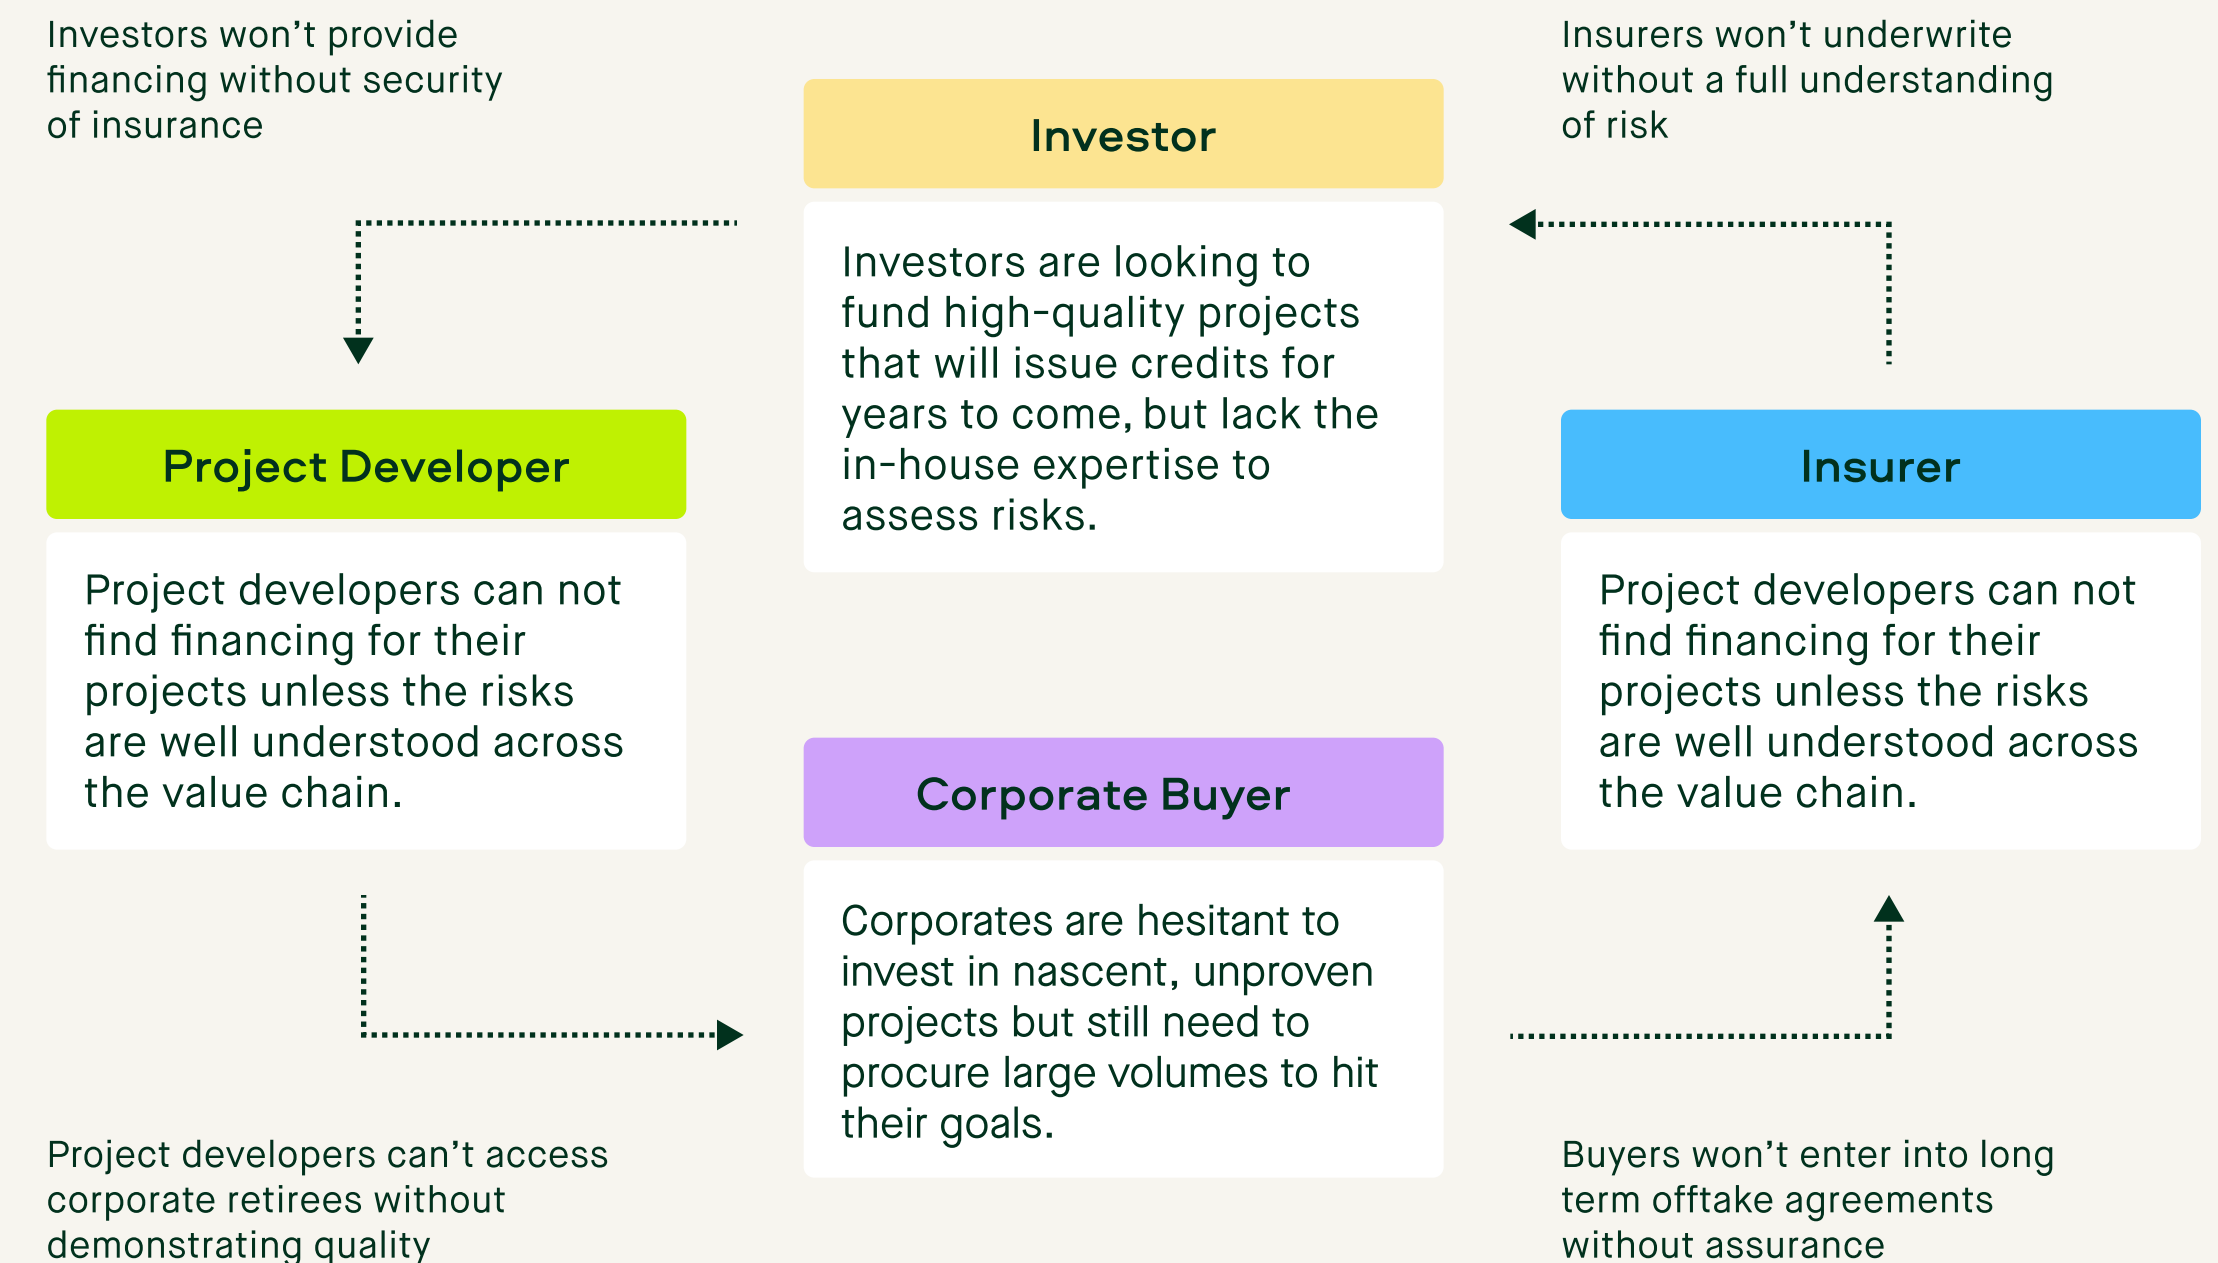 Investors won’t provide
financing without security
of insurance
Insurers won’t underwrite
without a full understanding
of risk
Investor
Investors are looking to
fund high-quality projects
that will issue credits for
years to come, but lack the
in-house expertise to
assess risks.
Project Developer
Project developers can not
find financing for their
projects unless the risks
are well understood across
the value chain.
Insurer
Project developers can not
find financing for their
projects unless the risks
are well understood across
the value chain.
Corporate Buyer
Corporates are hesitant to
invest in nascent, unproven
projects but still need to
procure large volumes to hit
their goals.
Project developers can’t access
corporate retirees without
demonstrating quality
Buyers won’t enter into long
term offtake agreements
without assurance